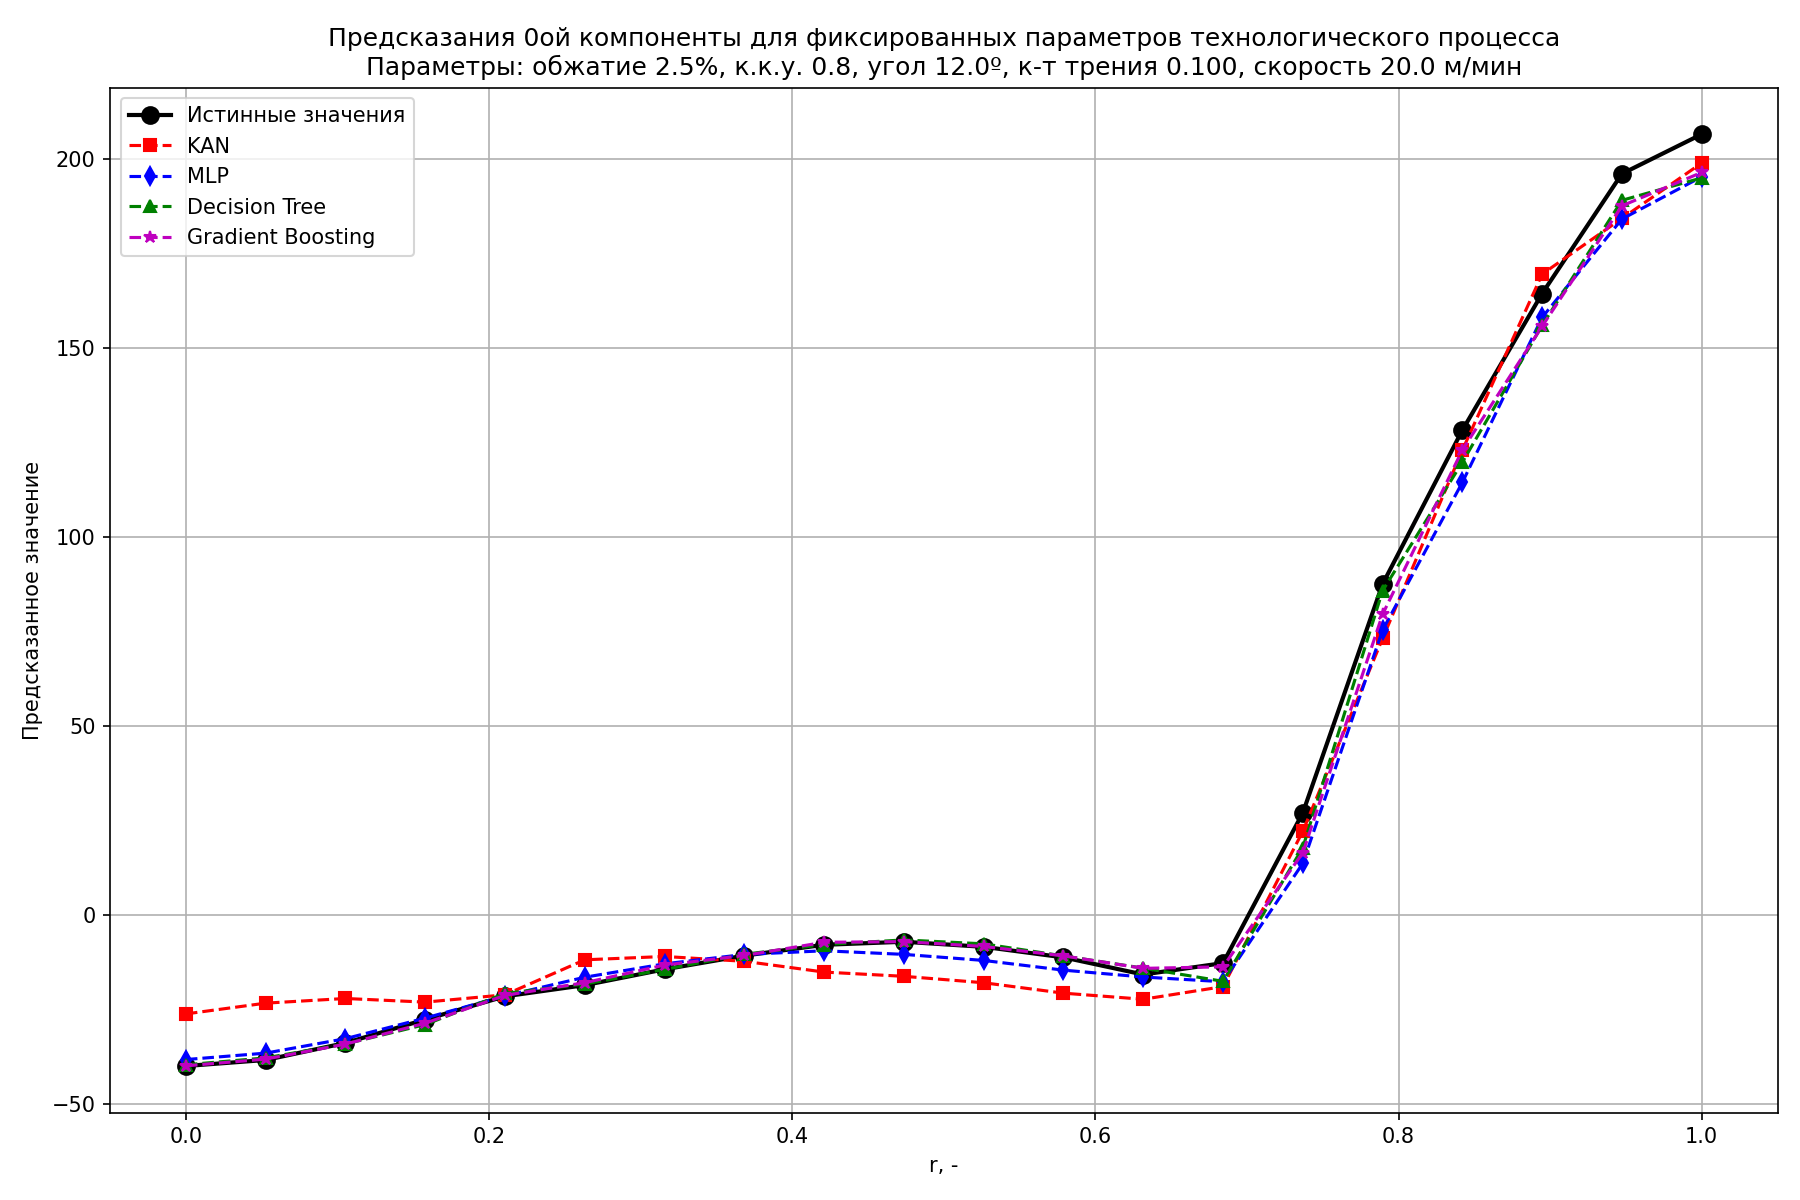 Предсказания 0ой компоненты для фиксированных параметров технологического процесса
Параметры: обжатие 2.5%, к.к.у. 0.8, угол 12.0º, к-т трения 0.100, скорость 20.0 м/мин
Истинные значения
KAN
MLP
Decision Tree
Gradient Boosting
Предсказанное значение
200
150
100
50
0
−50
0.0
0.2
0.4
0.6
0.8
1.0
r, -